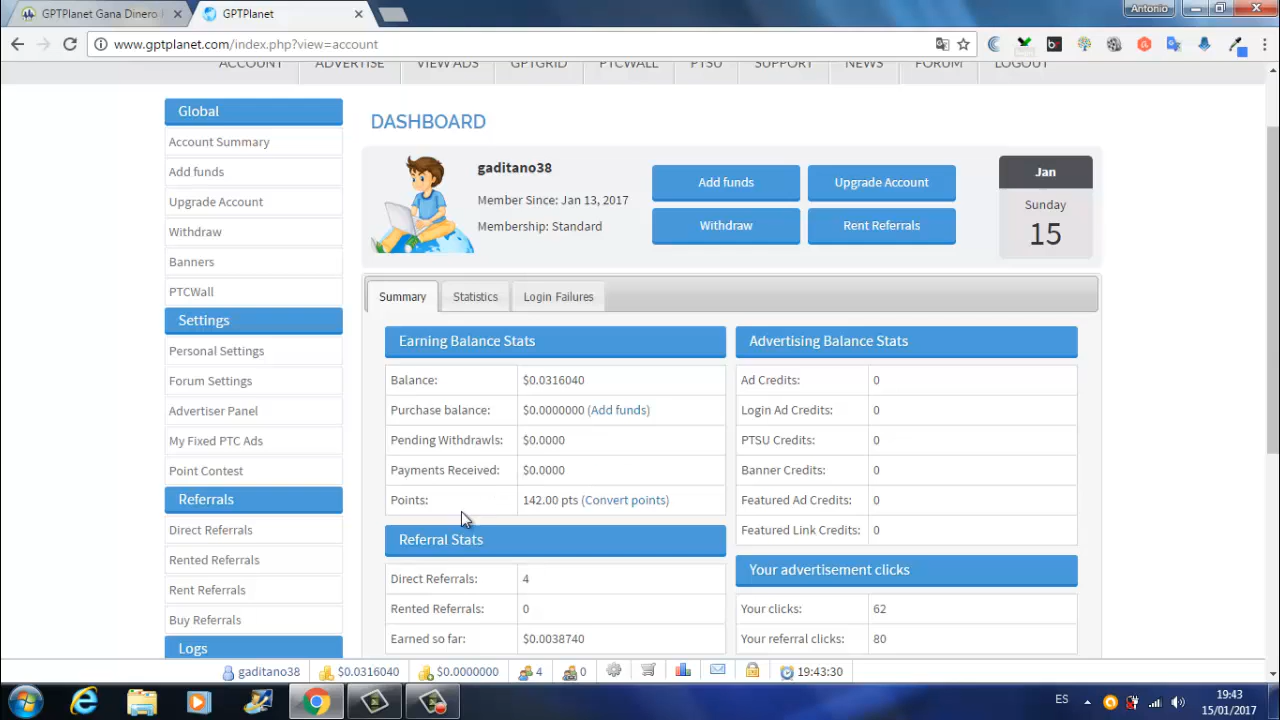 GPTPlanet Gana Dinero
GPTPlanet
Antonio
www.gptplanet.com/index.php?view=account
ACCOUNT ADVERTISE VIEW ADS GPTGRID PTCWALL PTSU SUPPORT NEWS FORUM LOGOUT
Global
Account Summary
Add funds
Upgrade Account
Withdraw
Banners
PTCWall
Settings
Personal Settings
Forum Settings
Advertiser Panel
My Fixed PTC Ads
Point Contest
Referrals
Direct Referrals
Rented Referrals
Rent Referrals
Buy Referrals
Logs
DASHBOARD
gaditano38
Member Since: Jan 13, 2017
Membership: Standard
Add funds Upgrade Account
Withdraw Rent Referrals
Jan
Sunday
15
Summary Statistics Login Failures
Earning Balance Stats
Balance: $0.0316040
Purchase balance: $0.0000000 (Add funds)
Pending Withdrawls: $0.0000
Payments Received: $0.0000
Points: 142.00 pts (Convert points)
Referral Stats
Direct Referrals: 4
Rented Referrals: 0
Earned so far: $0.0038740
Advertising Balance Stats
Ad Credits: 0
Login Ad Credits: 0
PTSU Credits: 0
Banner Credits: 0
Featured Ad Credits: 0
Featured Link Credits: 0
Your advertisement clicks
Your clicks: 62
Your referral clicks: 80
gaditano38 $0.0316040 $0.0000000 4 0 19:43:30
ES
19:43
15/01/2017